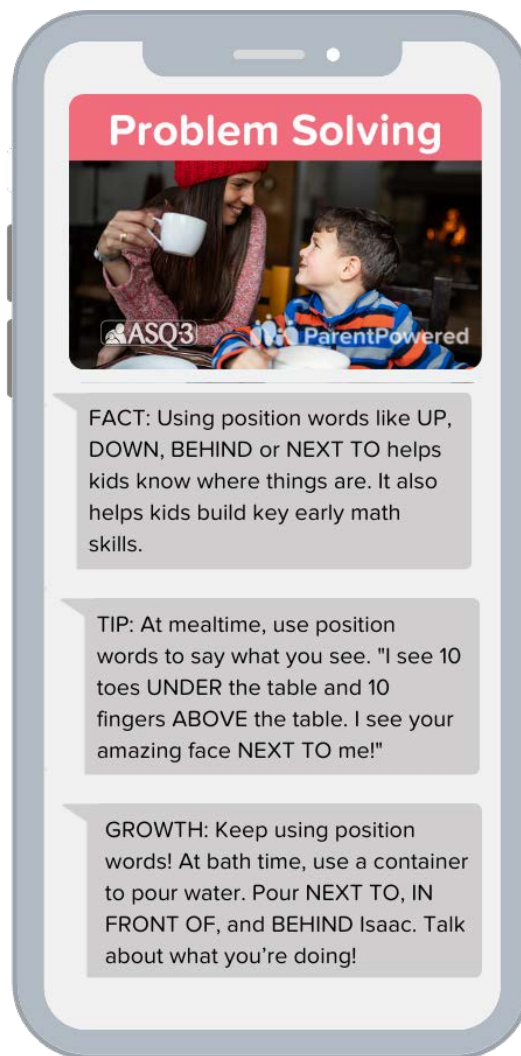 Problem Solving
ASQ3
ParentPowered
FACT: Using position words like UP,
DOWN, BEHIND or NEXT TO helps
kids know where things are. It also
helps kids build key early math
skills.
TIP: At mealtime, use position
words to say what you see. "I see 10
toes UNDER the table and 10
fingers ABOVE the table. I see your
amazing face NEXT TO me!"
GROWTH: Keep using position
words! At bath time, use a container
to pour water. Pour NEXT TO, IN
FRONT OF, and BEHIND Isaac. Talk
about what you’re doing!